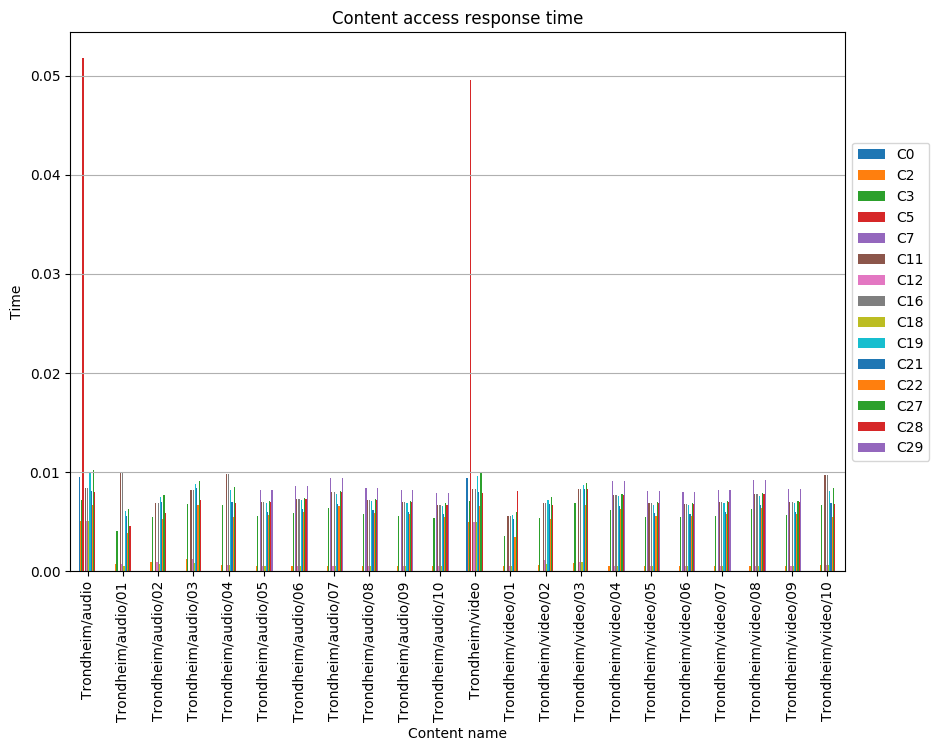 Content access response time
Time
0.05
0.04
0.03
0.02
0.01
0.00
C0
C2
C3
C5
C7
C11
C12
C16
C18
C19
C21
C22
C27
C28
C29
Trondheim/audio
Trondheim/audio/01
Trondheim/audio/02
Trondheim/audio/03
Trondheim/audio/04
Trondheim/audio/05
Trondheim/audio/06
Trondheim/audio/07
Trondheim/audio/08
Trondheim/audio/09
Trondheim/audio/10
Trondheim/video
Trondheim/video/01
Trondheim/video/02
Trondheim/video/03
Trondheim/video/04
Trondheim/video/05
Trondheim/video/06
Trondheim/video/07
Trondheim/video/08
Trondheim/video/09
Trondheim/video/10
Content name